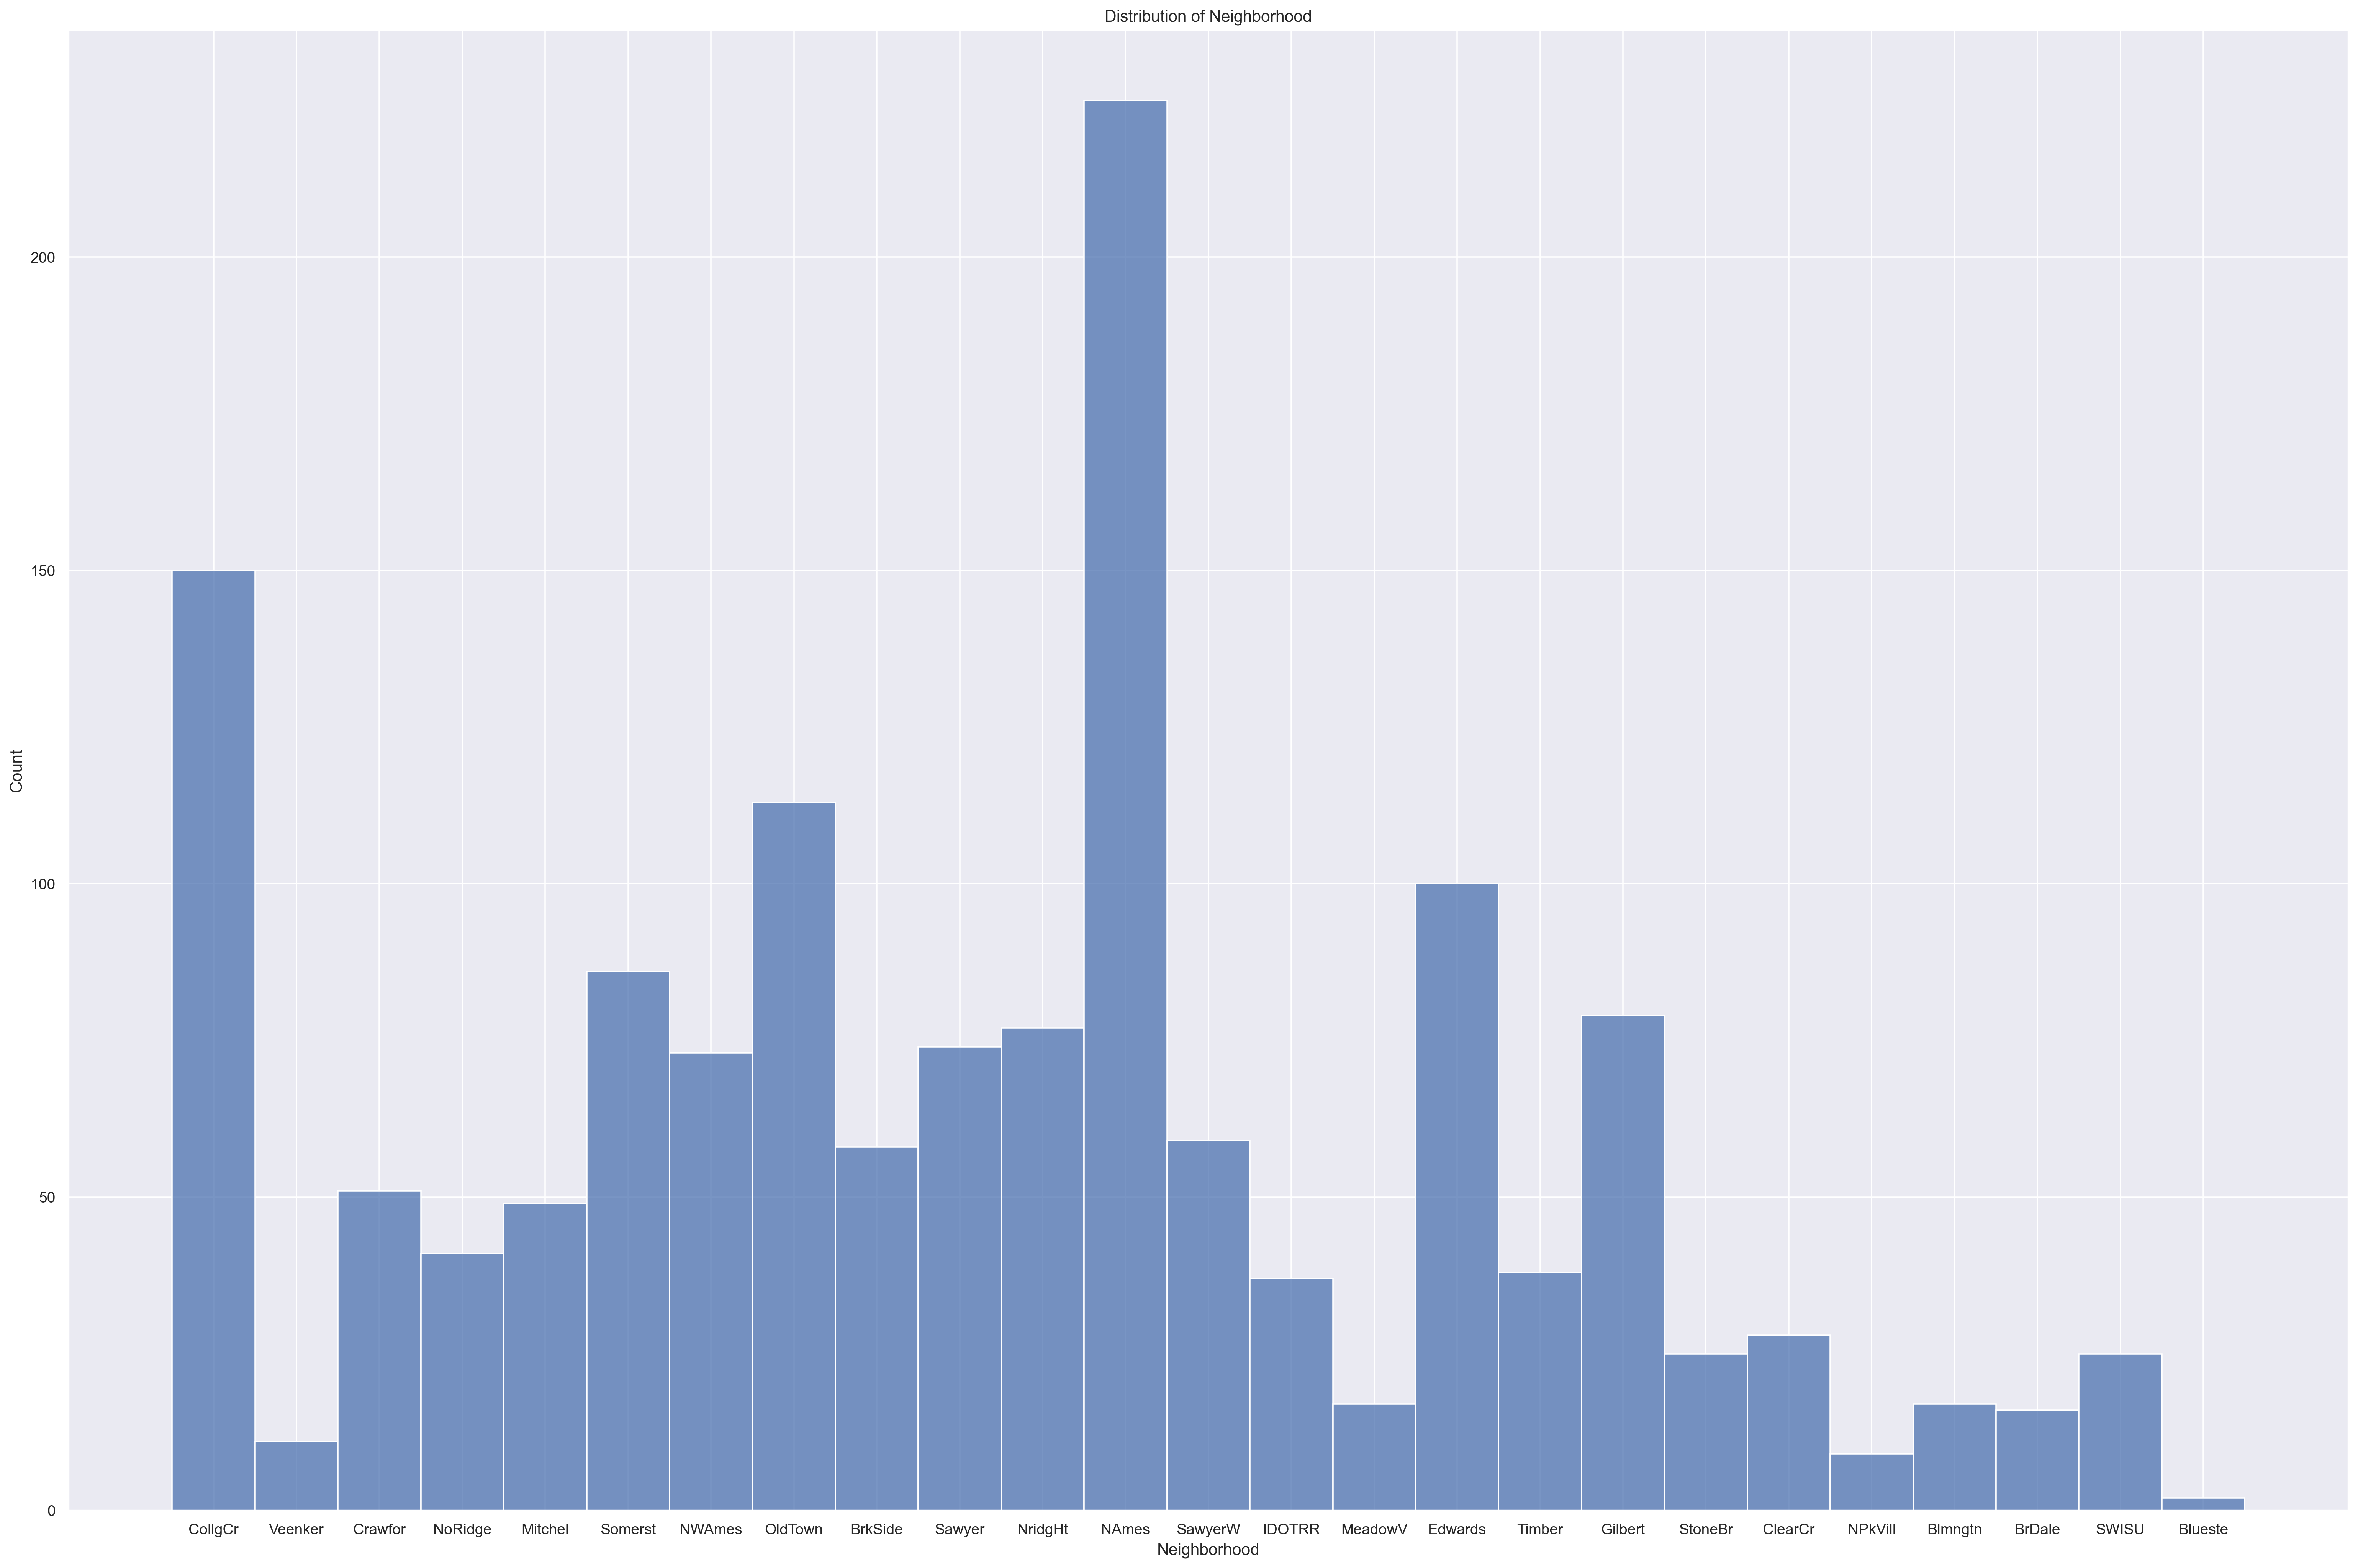 Distribution of Neighborhood
Count
200
150
100
50
0
CollgCr Veenker Crawfor NoRidge Mitchel Somerst NWAmes OldTown BrkSide Sawyer NridgHt NAmes SawyerW IDOTRR MeadowV Edwards Timber Gilbert StoneBr ClearCr NPkVill Blmngtn BrDale SWISU Blueste
Neighborhood